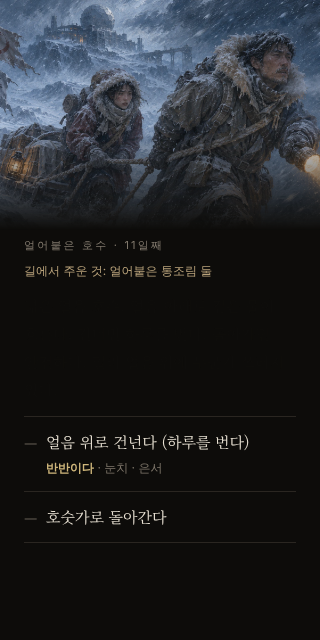 얼어붙은 호수 · 11일째
길에서 주운 것: 얼어붙은 통조림 둘
— 얼음 위로 건넌다 (하루를 번다)
반반이다 · 눈치 · 은서
— 호숫가로 돌아간다